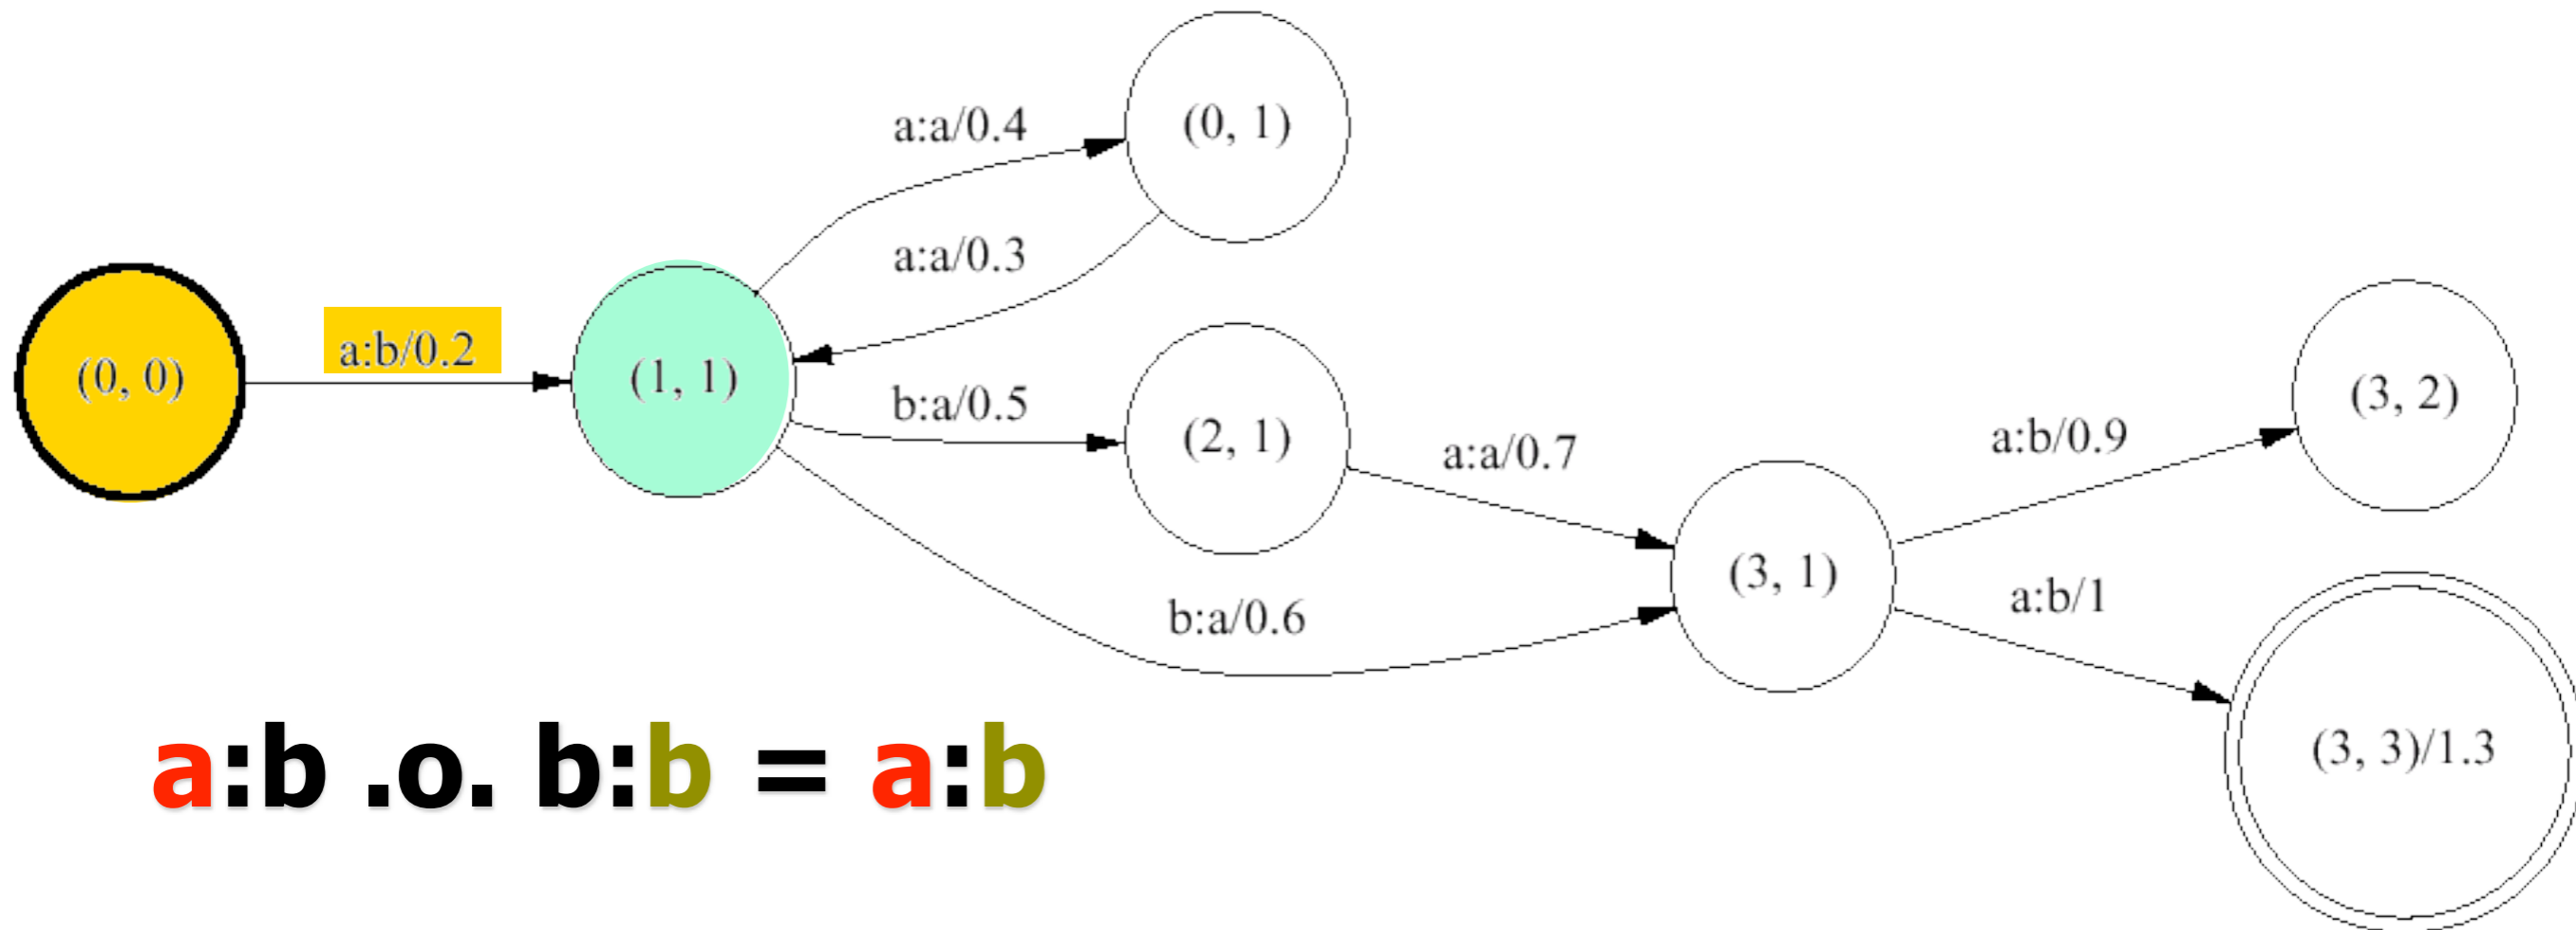 a:a/0.4
(0, 1)
a:a/0.3
(0, 0)
a:b/0.2
(1, 1)
b:a/0.5
(2, 1)
a:a/0.7
b:a/0.6
(3, 1)
a:b/0.9
(3, 2)
a:b/1
(3, 3)/1.3
a:b .o. b:b = a:b